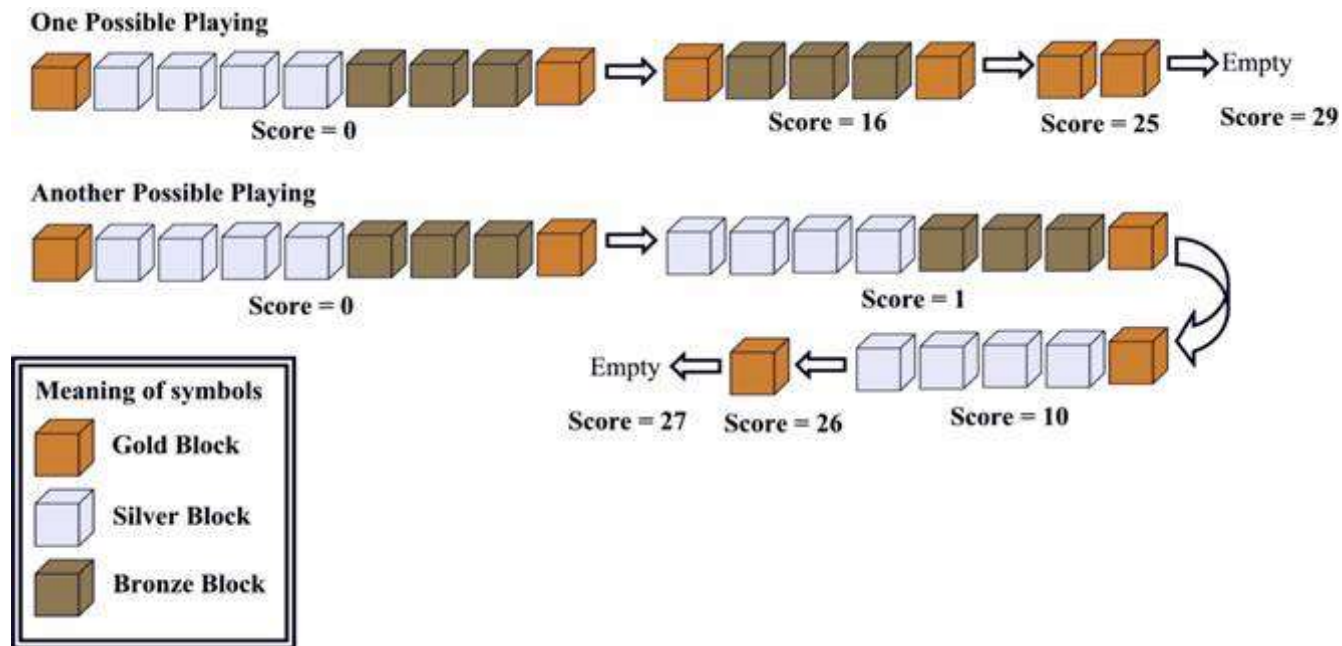 One Possible Playing
Empty
Score = 0
Score = 16
Score = 25
Score = 29
Another Possible Playing
Score = 0
Score = 1
Empty
Score = 27
Score = 26
Score = 10
Meaning of symbols
Gold Block
Silver Block
Bronze Block